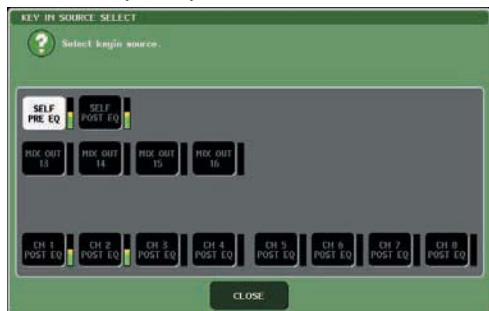 KEY IN SOURCE SELECT
Select keyin source.
SELF PRE EQ
SELF POST EQ
MIX OUT 13
MIX OUT 14
MIX OUT 15
MIX OUT 16
CH 1 POST EQ
CH 2 POST EQ
CH 3 POST EQ
CH 4 POST EQ
CH 5 POST EQ
CH 6 POST EQ
CH 7 POST EQ
CH 8 POST EQ
CLOSE